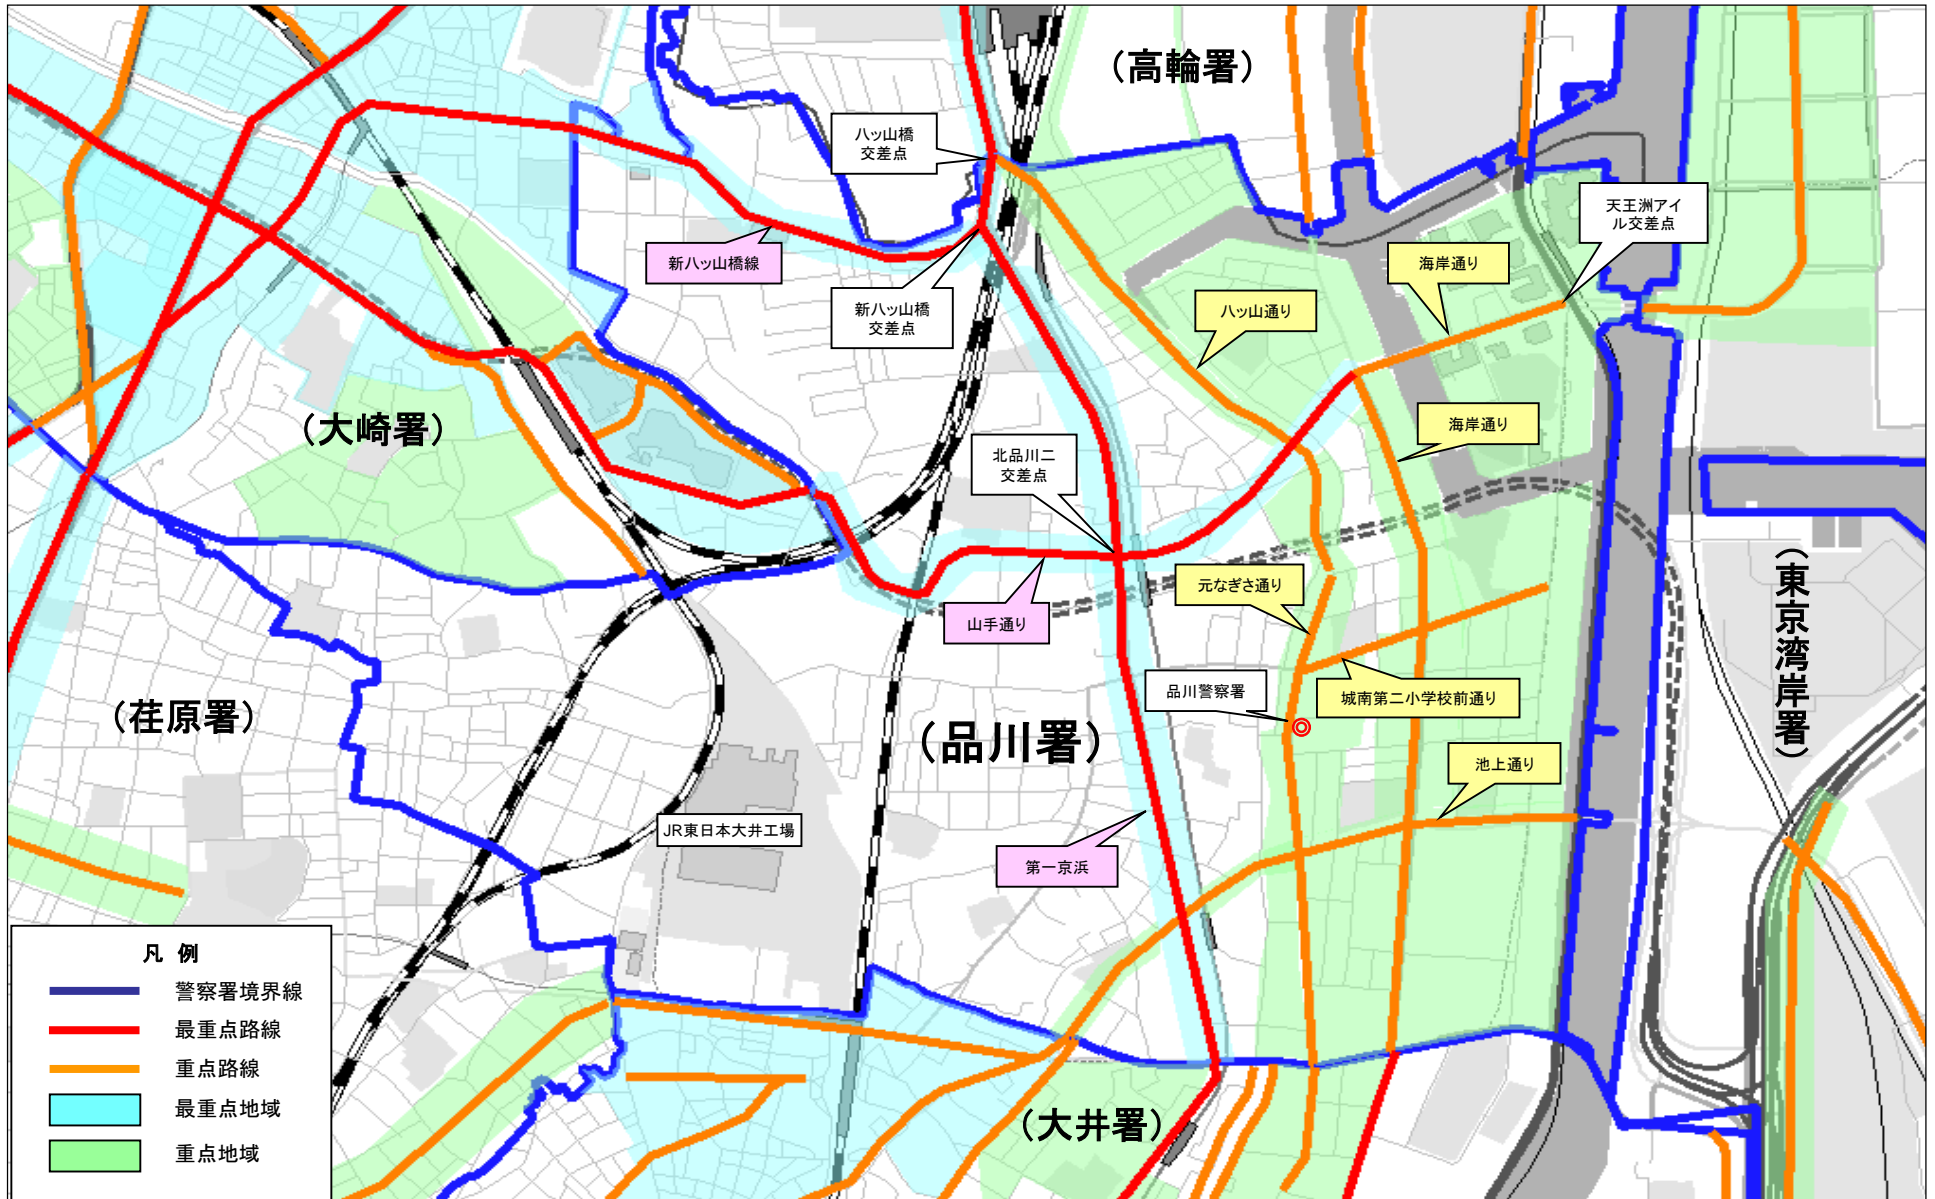 （高輪署）
八ッ山橋
交差点
天王洲アイ
ル交差点
新八ッ山橋線
海岸通り
新八ッ山橋
交差点
八ッ山通り
（大崎署）
海岸通り
北品川二
交差点
（東京湾岸署）
元なぎさ通り
山手通り
品川警察署
城南第二小学校前通り
（荏原署）
（品川署）
池上通り
JR東日本大井工場
第一京浜
凡 例
警察署境界線
最重点路線
重点路線
最重点地域
重点地域
（大井署）